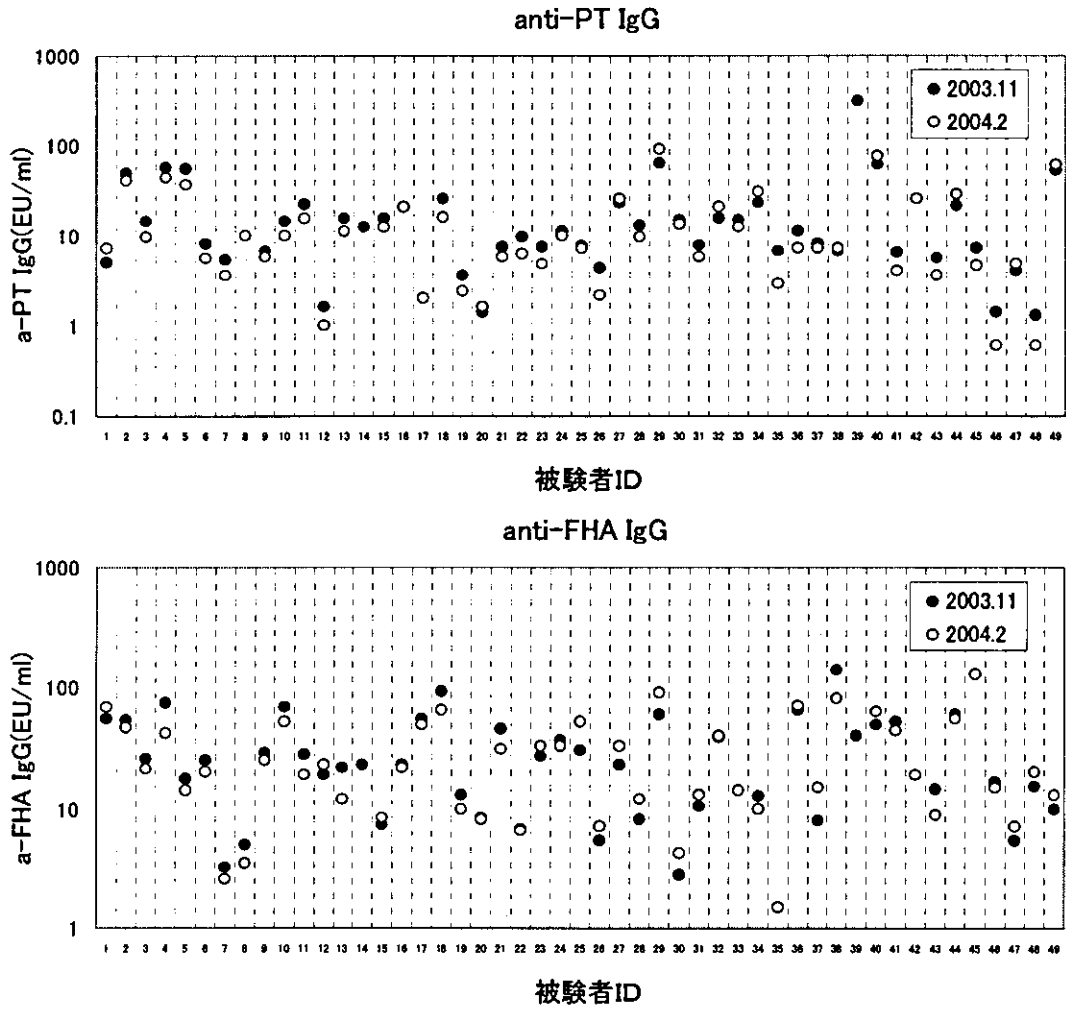 anti-PT IgG
1000
100
10
1
0.1
a-PT IgG(EU/ml)
● 2003.11
○ 2004.2
1 2 3 4 5 6 7 8 9 10 11 12 13 14 15 16 17 18 19 20 21 22 23 24 25 26 27 28 29 30 31 32 33 34 35 36 37 38 39 40 41 42 43 44 45 46 47 48 49
被験者ID
anti-FHA IgG
1000
100
10
1
a-FHA IgG(EU/ml)
● 2003.11
○ 2004.2
1 2 3 4 5 6 7 8 9 10 11 12 13 14 15 16 17 18 19 20 21 22 23 24 25 26 27 28 29 30 31 32 33 34 35 36 37 38 39 40 41 42 43 44 45 46 47 48 49
被験者ID